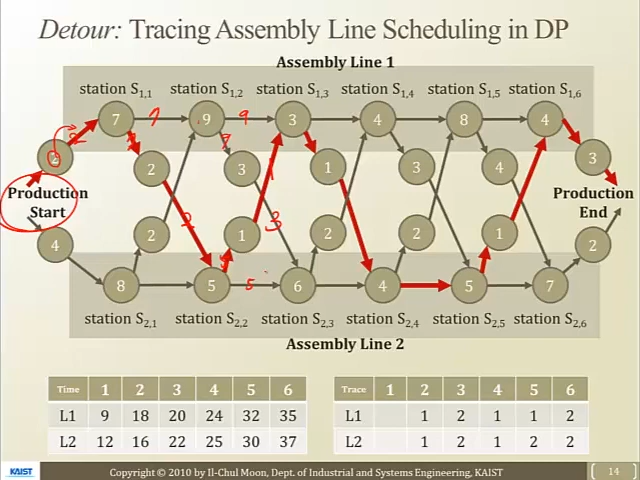 Detour: Tracing Assembly Line Scheduling in DP
Assembly Line 1
station S1,1 station S1,2 station S1,3 station S1,4 station S1,5 station S1,6
7 7 9 9 3 4 8 4
2 3 1 3 4 3
Production Start
Production End
2 3
4 2 1 2 2 1 2
8 5 5 6 4 5 7
station S2,1 station S2,2 station S2,3 station S2,4 station S2,5 station S2,6
Assembly Line 2
Time 1 2 3 4 5 6
L1 9 18 20 24 32 35
L2 12 16 22 25 30 37
Trace 1 2 3 4 5 6
L1 1 2 1 1 2
L2 1 2 1 2 2
KAIST
Copyright © 2010 by Il-Chul Moon, Dept. of Industrial and Systems Engineering, KAIST
14